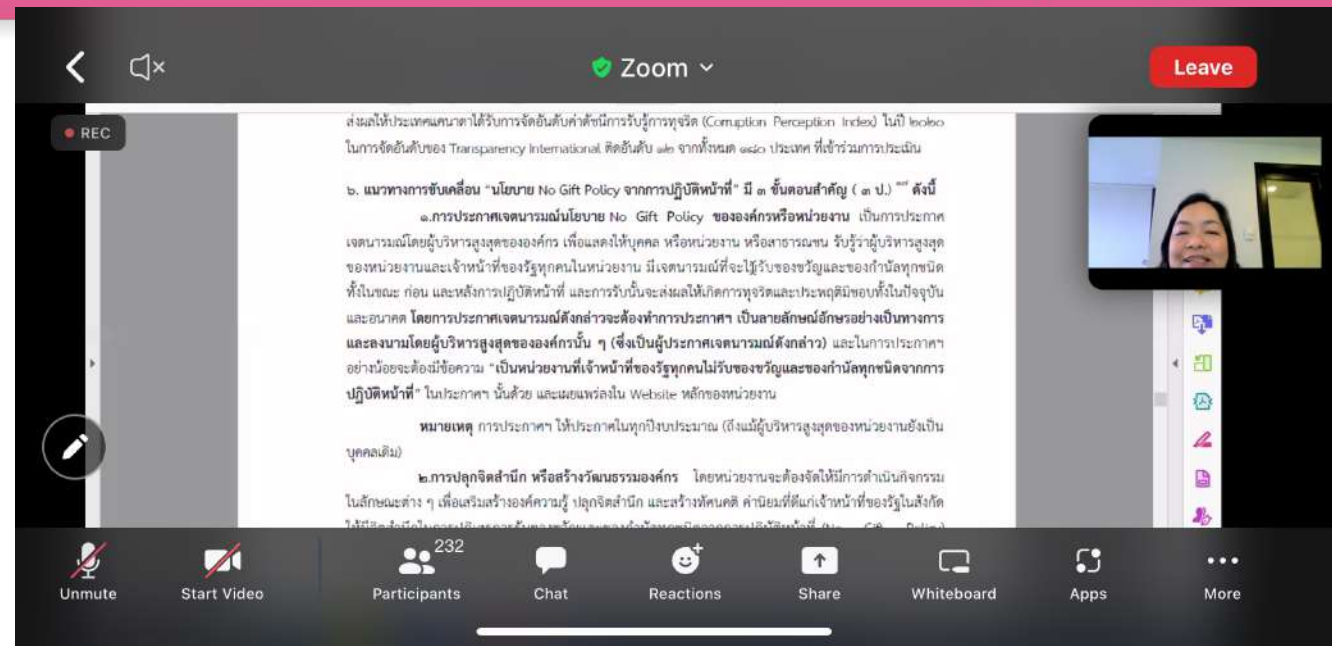 Zoom
Leave
REC
ส่งผลให้ประเทศแคนาดาได้รับการจัดอันดับค่าดัชนีการรับรู้การทุจริต (Corruption Perception Index) ในปี ๒๐๒๐
ในการจัดอันดับของ Transparency International ติดอันดับ ๑๒ จากทั้งหมด ๑๘๐ ประเทศ ที่เข้าร่วมการประเมิน
๖. แนวทางการขับเคลื่อน "นโยบาย No Gift Policy จากการปฏิบัติหน้าที่" มี ๓ ขั้นตอนสำคัญ ( ๓ ป.) ดังนี้
๑.การประกาศเจตนารมณ์นโยบาย No Gift Policy ขององค์กรหรือหน่วยงาน เป็นการประกาศ
เจตนารมณ์โดยผู้บริหารสูงสุดขององค์กร เพื่อแสดงให้บุคคล หรือหน่วยงาน หรือสาธารณชน รับรู้ว่าผู้บริหารสูงสุด
ของหน่วยงานและเจ้าหน้าที่ของรัฐทุกคนในหน่วยงาน มีเจตนารมณ์ที่จะไม่รับของขวัญและของกำนัลทุกชนิด
ทั้งในขณะ ก่อน และหลังการปฏิบัติหน้าที่ และการรับนั้นจะส่งผลให้เกิดการทุจริตและประพฤติมิชอบทั้งในปัจจุบัน
และอนาคต โดยการประกาศเจตนารมณ์ดังกล่าวจะต้องทำการประกาศฯ เป็นลายลักษณ์อักษรอย่างเป็นทางการ
และลงนามโดยผู้บริหารสูงสุดขององค์กรนั้น ๆ (ซึ่งเป็นผู้ประกาศเจตนารมณ์ดังกล่าว) และในการประกาศฯ
อย่างน้อยจะต้องมีข้อความ "เป็นหน่วยงานที่เจ้าหน้าที่ของรัฐทุกคนไม่รับของขวัญและของกำนัลทุกชนิดจากการ
ปฏิบัติหน้าที่" ในประกาศฯ นั้นด้วย และเผยแพร่ลงใน Website หลักของหน่วยงาน
หมายเหตุ การประกาศฯ ให้ประกาศในทุกปีงบประมาณ (ถึงแม้ผู้บริหารสูงสุดของหน่วยงานยังเป็น
บุคคลเดิม)
๒.การปลุกจิตสำนึก หรือสร้างวัฒนธรรมองค์กร โดยหน่วยงานจะต้องจัดให้มีการดำเนินกิจกรรม
ในลักษณะต่าง ๆ เพื่อเสริมสร้างองค์ความรู้ ปลุกจิตสำนึก และสร้างทัศนคติ ค่านิยมที่ดีแก่เจ้าหน้าที่ของรัฐในสังกัด
232
Unmute
Start Video
Participants
Chat
Reactions
Share
Whiteboard
Apps
More